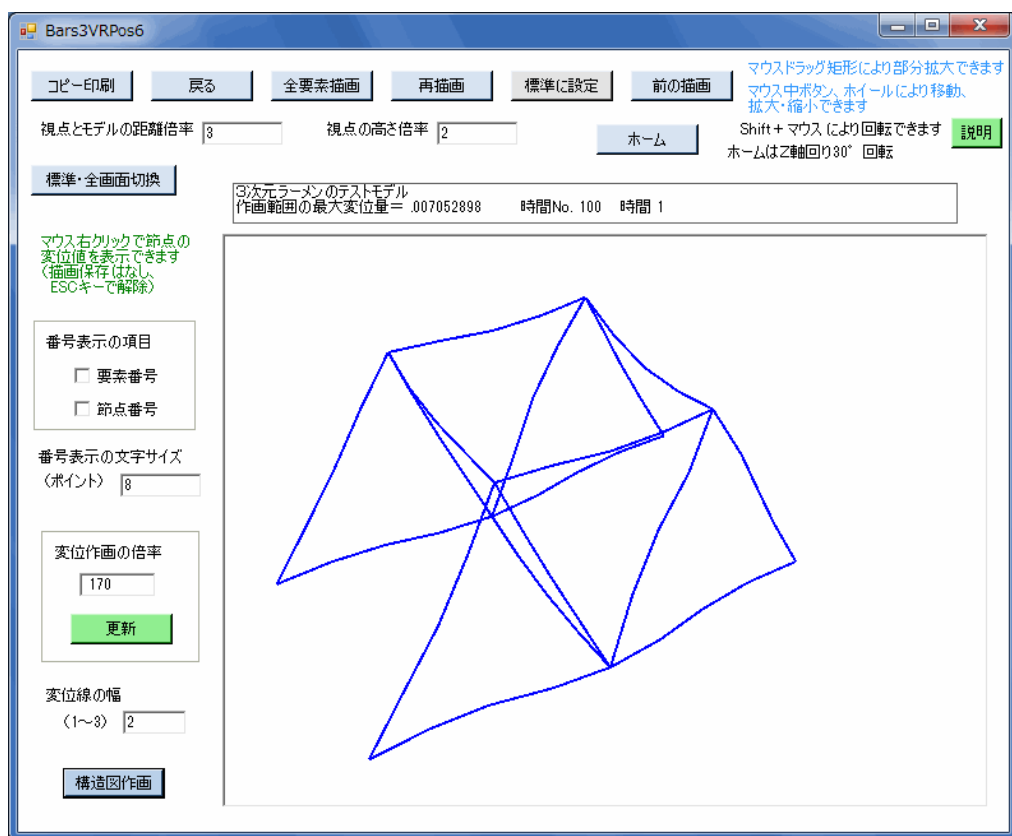 Bars3VRPos6
コピー印刷
戻る
全要素描画
再描画
標準に設定
前の描画
マウスドラッグ矩形により部分拡大できます
マウス中ボタン、ホイールにより移動、
拡大・縮小できます
視点とモデルの距離倍率 3
視点の高さ倍率 2
ホーム
Shift+マウスにより回転できます
ホームはZ軸回り30° 回転
説明
標準・全画面切換
3次元ラーメンのテストモデル
作画範囲の最大変位量= .007052898 時間No. 100 時間 1
マウス右クリックで節点の
変位値を表示できます
(描画保存はなし、
ESCキーで解除)
番号表示の項目
要素番号
節点番号
番号表示の文字サイズ
(ポイント) 8
変位作画の倍率
170
更新
変位線の幅
(1~3) 2
構造図作画